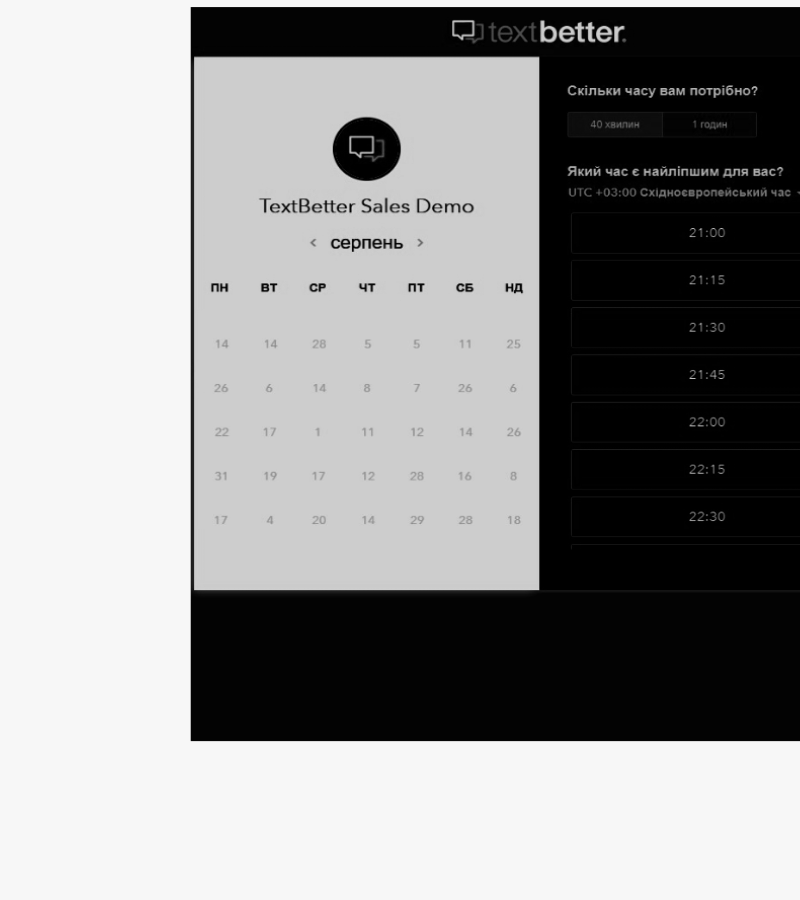 textbetter.
TextBetter Sales Demo
< серпень >
ПН ВТ СР ЧТ ПТ СБ НД
14 14 28 5 5 11 25
26 6 14 8 7 26 6
22 17 1 11 12 14 26
31 19 17 12 28 16 8
17 4 20 14 29 28 18
Скільки часу вам потрібно?
40 хвилин 1 годин
Який час є найліпшим для вас?
UTC +03:00 Східноєвропейський час
21:00
21:15
21:30
21:45
22:00
22:15
22:30